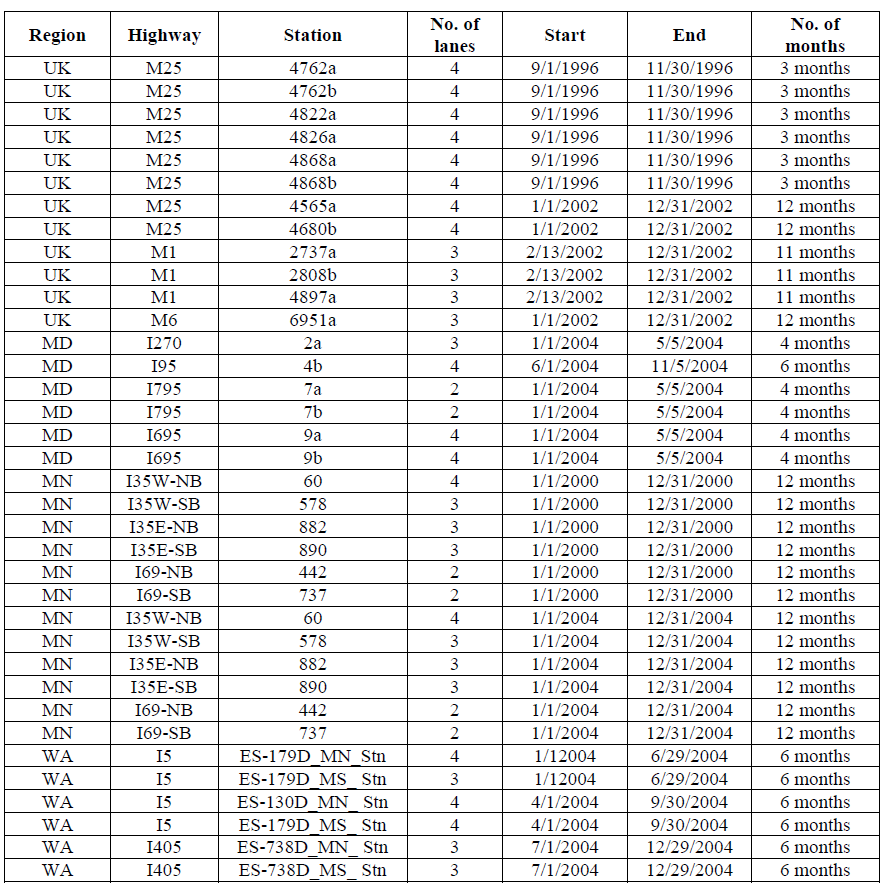 Region Highway Station No. of lanes Start End No. of months
UK M25 4762a 4 9/1/1996 11/30/1996 3 months
UK M25 4762b 4 9/1/1996 11/30/1996 3 months
UK M25 4822a 4 9/1/1996 11/30/1996 3 months
UK M25 4826a 4 9/1/1996 11/30/1996 3 months
UK M25 4868a 4 9/1/1996 11/30/1996 3 months
UK M25 4868b 4 9/1/1996 11/30/1996 3 months
UK M25 4565a 4 1/1/2002 12/31/2002 12 months
UK M25 4680b 4 1/1/2002 12/31/2002 12 months
UK M1 2737a 3 2/13/2002 12/31/2002 11 months
UK M1 2808b 3 2/13/2002 12/31/2002 11 months
UK M1 4897a 3 2/13/2002 12/31/2002 11 months
UK M6 6951a 3 1/1/2002 12/31/2002 12 months
MD I270 2a 3 1/1/2004 5/5/2004 4 months
MD I95 4b 4 6/1/2004 11/5/2004 6 months
MD I795 7a 2 1/1/2004 5/5/2004 4 months
MD I795 7b 2 1/1/2004 5/5/2004 4 months
MD I695 9a 4 1/1/2004 5/5/2004 4 months
MD I695 9b 4 1/1/2004 5/5/2004 4 months
MN I35W-NB 60 4 1/1/2000 12/31/2000 12 months
MN I35W-SB 578 3 1/1/2000 12/31/2000 12 months
MN I35E-NB 882 3 1/1/2000 12/31/2000 12 months
MN I35E-SB 890 3 1/1/2000 12/31/2000 12 months
MN I69-NB 442 2 1/1/2000 12/31/2000 12 months
MN I69-SB 737 2 1/1/2000 12/31/2000 12 months
MN I35W-NB 60 4 1/1/2004 12/31/2004 12 months
MN I35W-SB 578 3 1/1/2004 12/31/2004 12 months
MN I35E-NB 882 3 1/1/2004 12/31/2004 12 months
MN I35E-SB 890 3 1/1/2004 12/31/2004 12 months
MN I69-NB 442 2 1/1/2004 12/31/2004 12 months
MN I69-SB 737 2 1/1/2004 12/31/2004 12 months
WA I5 ES-179D_MN_Stn 4 1/12004 6/29/2004 6 months
WA I5 ES-179D_MS_ Stn 3 1/12004 6/29/2004 6 months
WA I5 ES-130D_MN_ Stn 4 4/1/2004 9/30/2004 6 months
WA I5 ES-179D_MS_ Stn 4 4/1/2004 9/30/2004 6 months
WA I405 ES-738D_MN_ Stn 3 7/1/2004 12/29/2004 6 months
WA I405 ES-738D_MS_ Stn 3 7/1/2004 12/29/2004 6 months